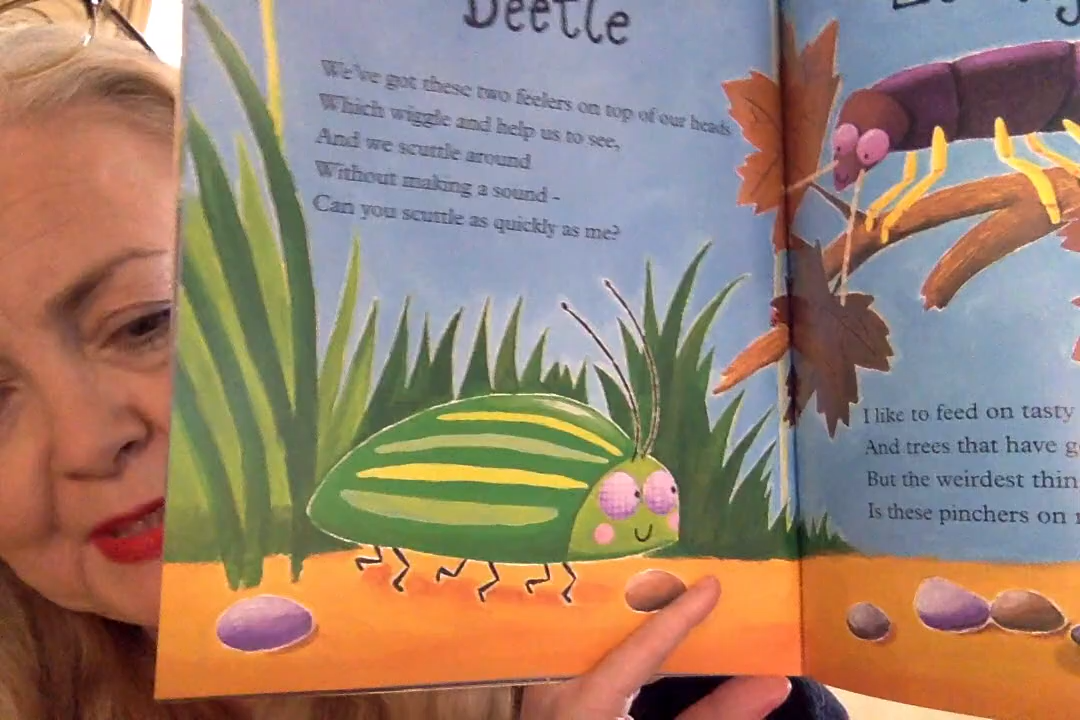 Beetle
We've got these two feelers on top of our heads
Which wiggle and help us to see,
And we scuttle around
Without making a sound -
Can you scuttle as quickly as me?
I like to feed on tasty
And trees that have
But the weirdest thin
Is these pinchers on